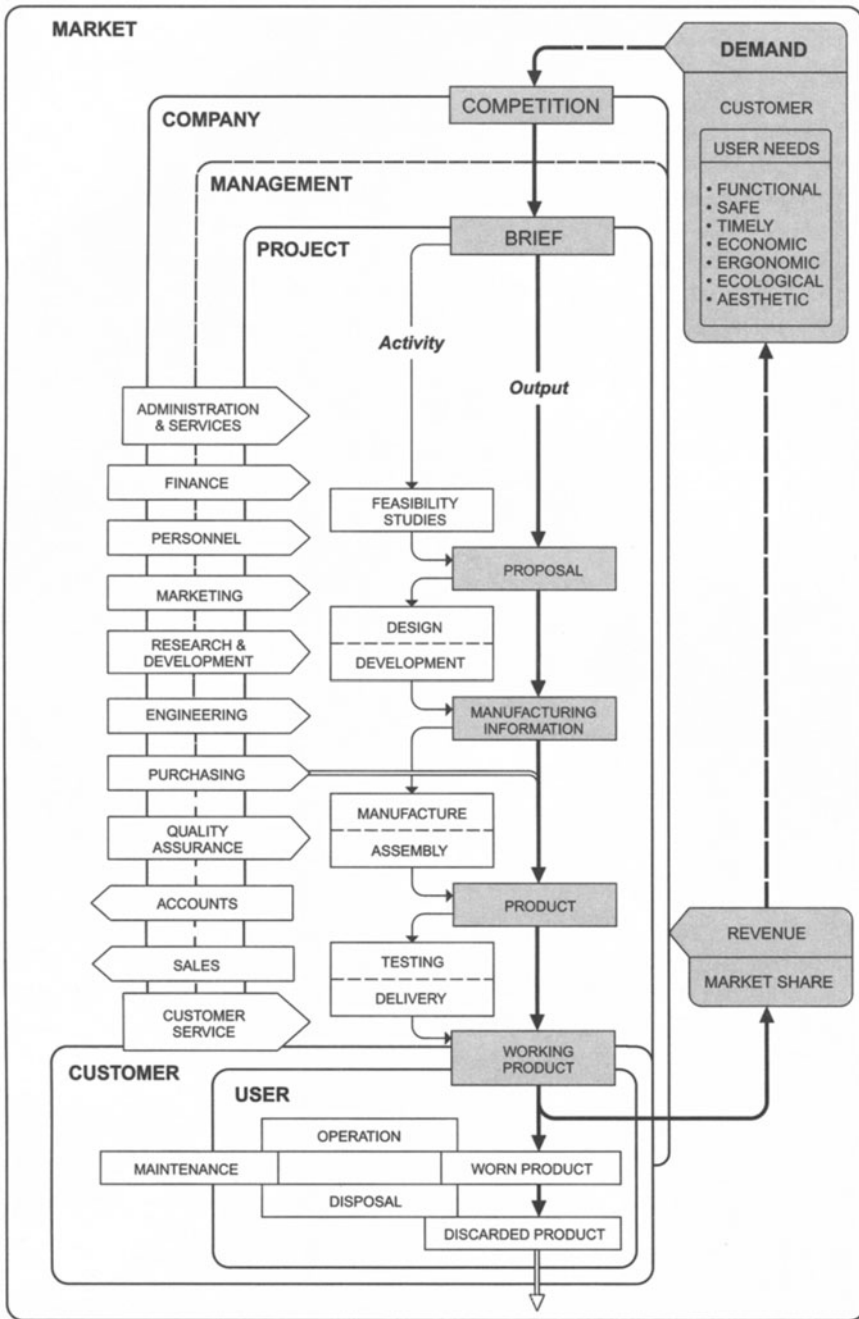 MARKET
DEMAND
COMPETITION
CUSTOMER
COMPANY
USER NEEDS
MANAGEMENT
• FUNCTIONAL
• SAFE
• TIMELY
• ECONOMIC
• ERGONOMIC
• ECOLOGICAL
• AESTHETIC
BRIEF
PROJECT
Activity
Output
ADMINISTRATION
& SERVICES
FINANCE
FEASIBILITY
STUDIES
PERSONNEL
PROPOSAL
MARKETING
DESIGN
RESEARCH &
DEVELOPMENT
DEVELOPMENT
ENGINEERING
MANUFACTURING
INFORMATION
PURCHASING
MANUFACTURE
QUALITY
ASSURANCE
ASSEMBLY
ACCOUNTS
PRODUCT
REVENUE
SALES
TESTING
MARKET SHARE
DELIVERY
CUSTOMER
SERVICE
WORKING
PRODUCT
CUSTOMER
USER
OPERATION
MAINTENANCE
WORN PRODUCT
DISPOSAL
DISCARDED PRODUCT